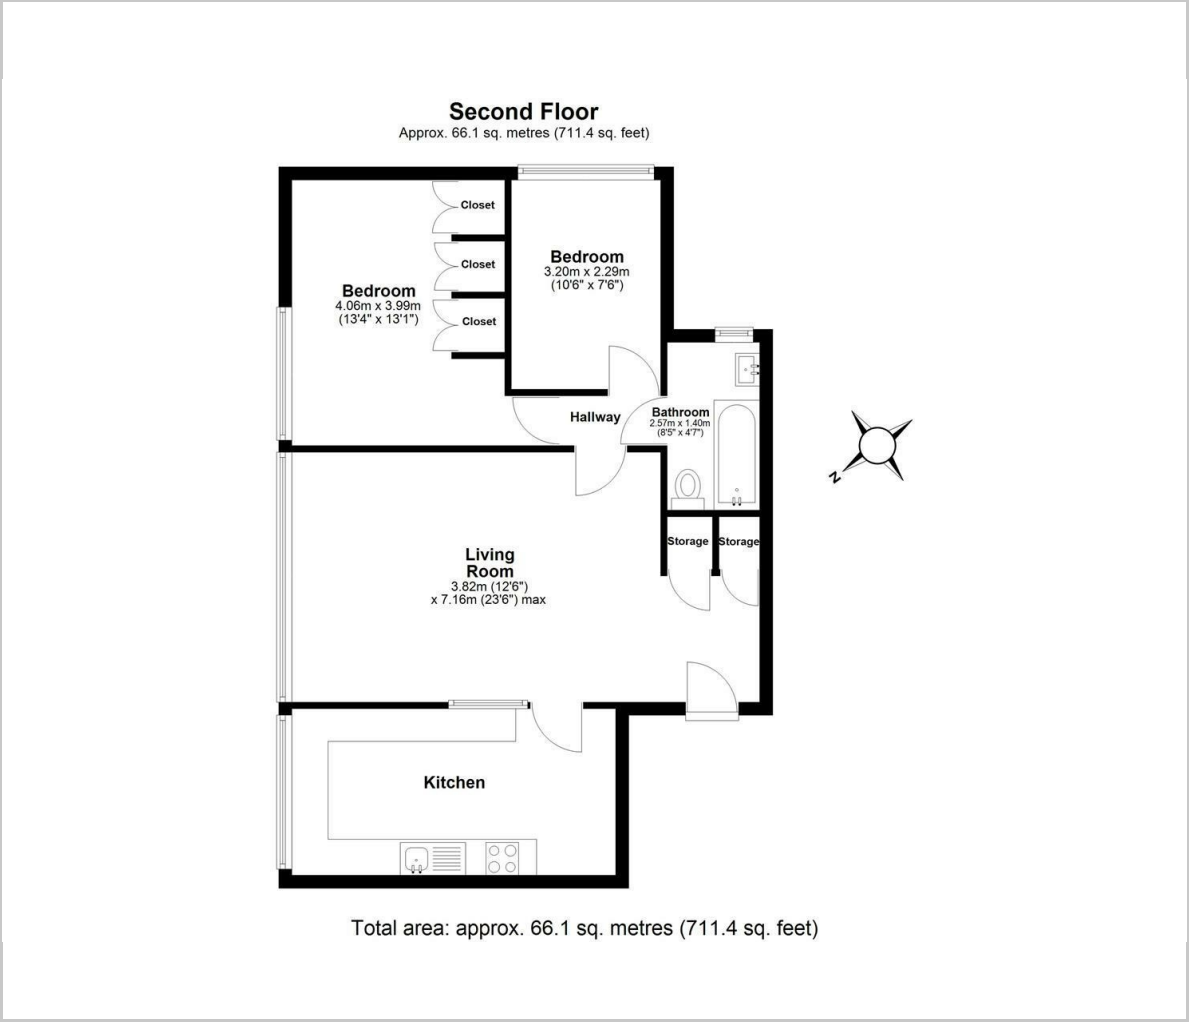 Second Floor
Approx. 66.1 sq. metres (711.4 sq. feet)
Closet
Closet
Closet
Bedroom
4.06m x 3.99m
(13'4" x 13'1")
Bedroom
3.20m x 2.29m
(10'6" x 7'6")
Hallway
Bathroom
2.57m x 1.40m
(8'5" x 4'7")
N
Storage
Storage
Living
Room
3.82m (12'6")
x 7.16m (23'6") max
Kitchen
Total area: approx. 66.1 sq. metres (711.4 sq. feet)